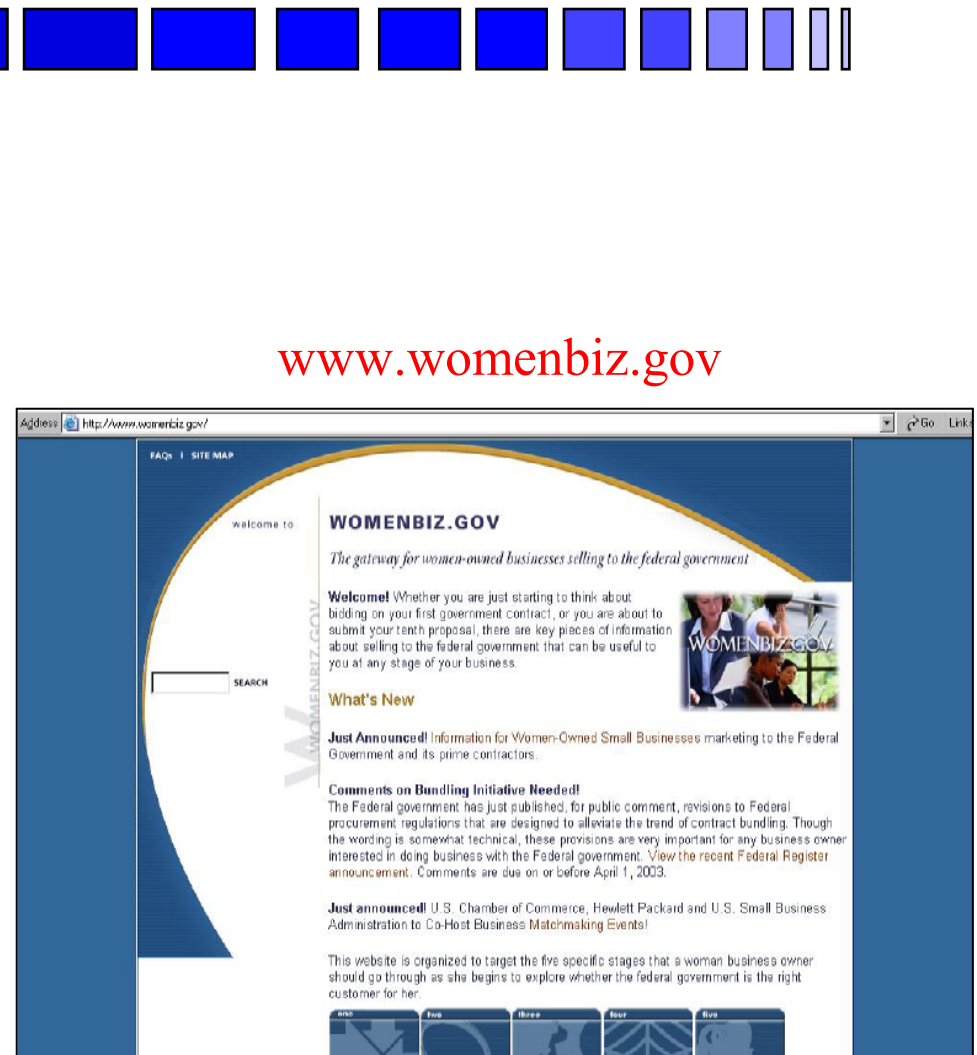 www.womenbiz.gov
Address http://www.womenbiz.gov/ Go Links
FAQs | SITE MAP
welcome to WOMENBIZ.GOV
The gateway for women-owned businesses selling to the federal government
Welcome! Whether you are just starting to think about
bidding on your first government contract, or you are about to
submit your tenth proposal, there are key pieces of information
about selling to the federal government that can be useful to
you at any stage of your business.
WOMENBIZ.GOV
WOMENBIZ.GOV
W
SEARCH
What's New
Just Announced! Information for Women-Owned Small Businesses marketing to the Federal
Government and its prime contractors.
Comments on Bundling Initiative Needed!
The Federal government has just published, for public comment, revisions to Federal
procurement regulations that are designed to alleviate the trend of contract bundling. Though
the wording is somewhat technical, these provisions are very important for any business owner
interested in doing business with the Federal government. View the recent Federal Register
announcement. Comments are due on or before April 1, 2003.
Just announced! U.S. Chamber of Commerce, Hewlett Packard and U.S. Small Business
Administration to Co-Host Business Matchmaking Events!
This website is organized to target the five specific stages that a woman business owner
should go through as she begins to explore whether the federal government is the right
customer for her.
one two three four five